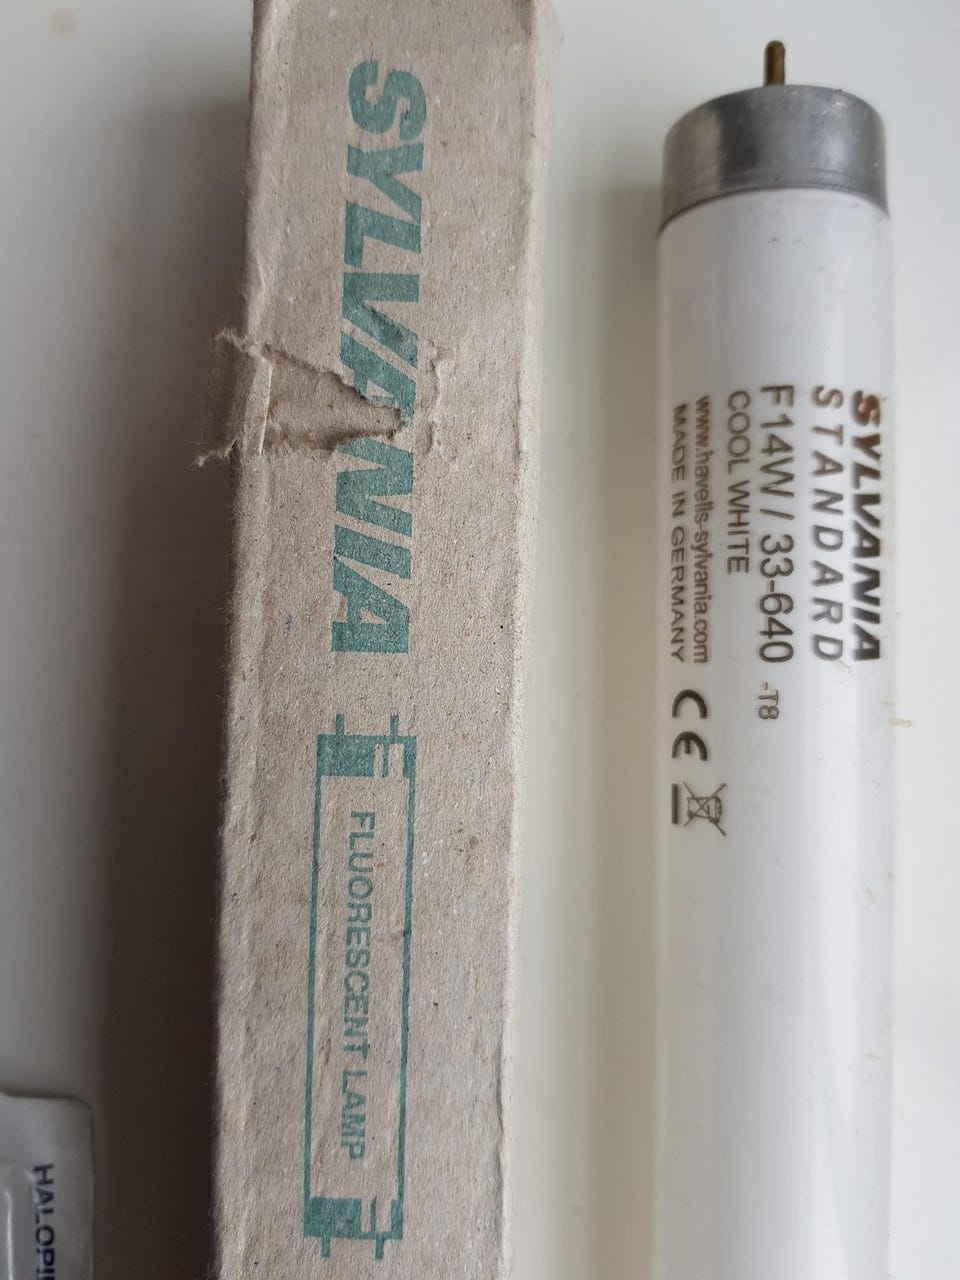 SYLVANIA
FLUORESCENT LAMP
SYLVANIA
STANDARD
F14W/33-640 -T8
COOL WHITE
www.havells-sylvania.com
MADE IN GERMANY CE